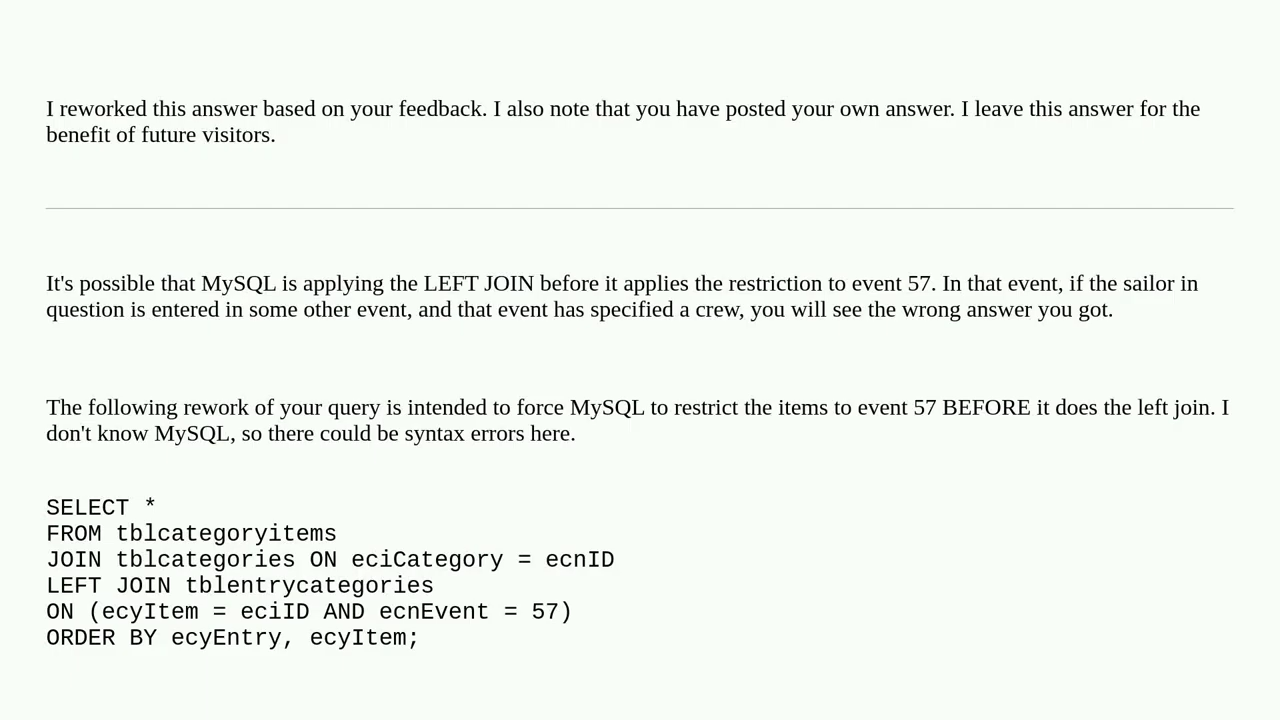 I reworked this answer based on your feedback. I also note that you have posted your own answer. I leave this answer for the
benefit of future visitors.
It's possible that MySQL is applying the LEFT JOIN before it applies the restriction to event 57. In that event, if the sailor in
question is entered in some other event, and that event has specified a crew, you will see the wrong answer you got.
The following rework of your query is intended to force MySQL to restrict the items to event 57 BEFORE it does the left join. I
don't know MySQL, so there could be syntax errors here.
SELECT *
FROM tblcategoryitems
JOIN tblcategories ON eciCategory = ecnID
LEFT JOIN tblentrycategories
ON (ecyItem = eciID AND ecnEvent = 57)
ORDER BY ecyEntry, ecyItem;